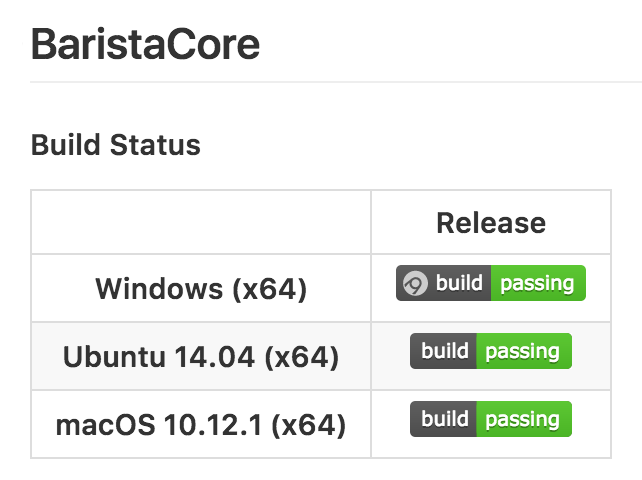 BaristaCore
Build Status
Release
Windows (x64) build passing
Ubuntu 14.04 (x64) build passing
macOS 10.12.1 (x64) build passing